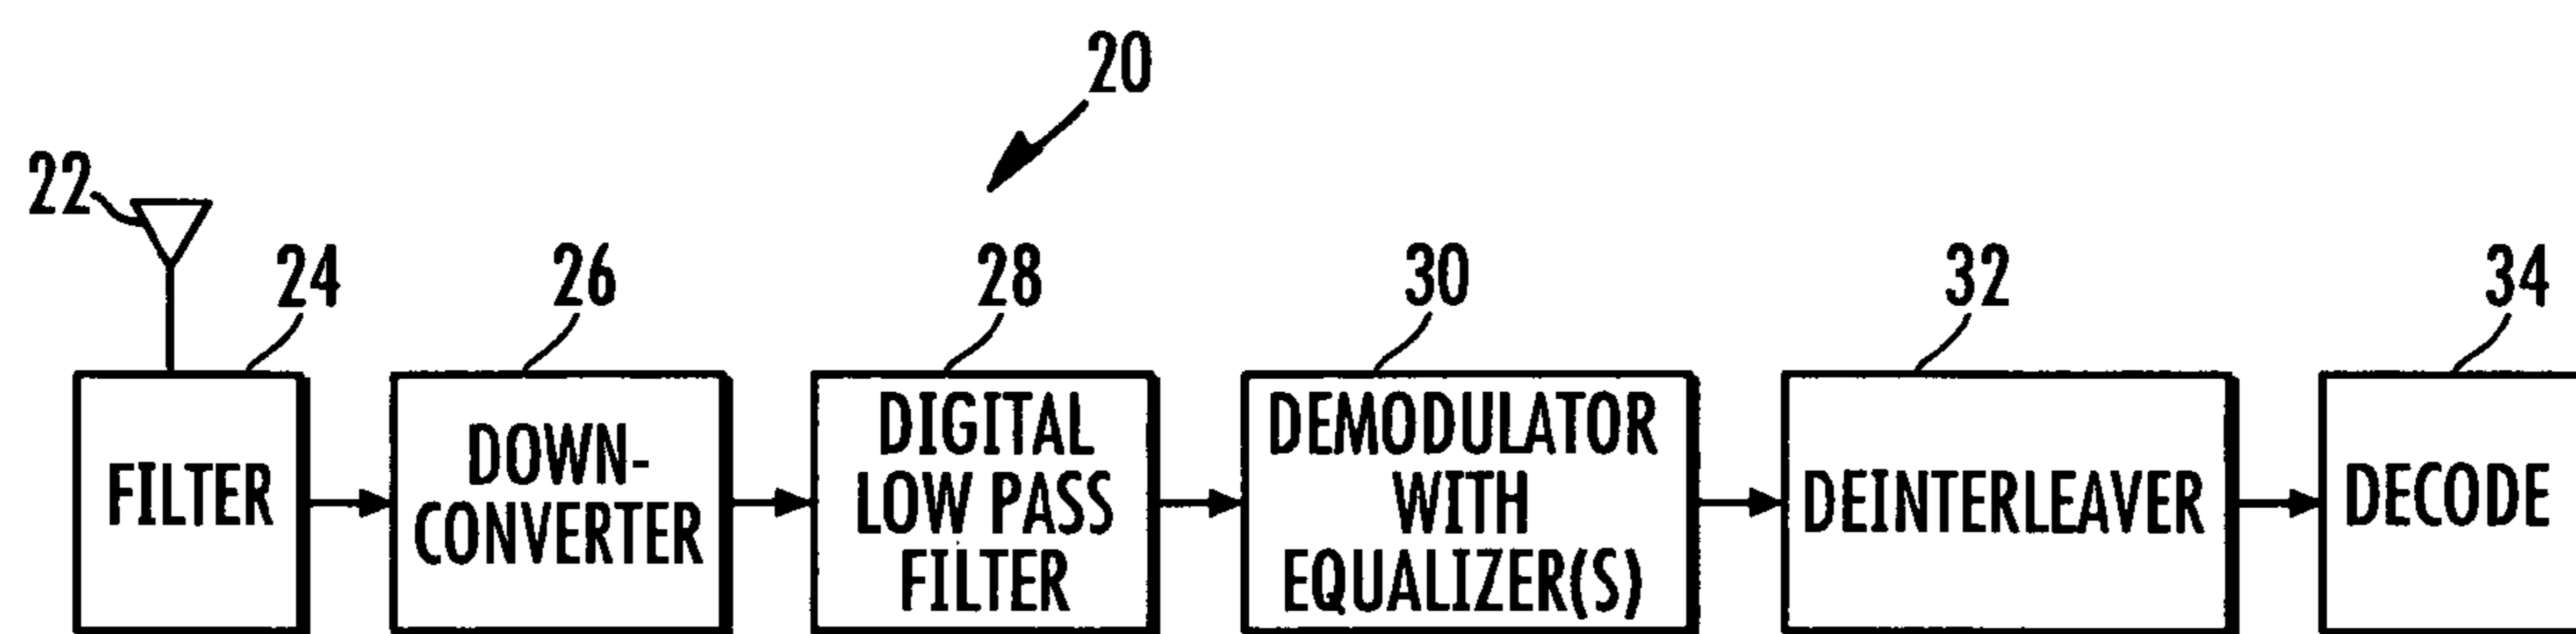 20
22
24
26
28
30
32
34
FILTER
DOWN-
CONVERTER
DIGITAL
LOW PASS
FILTER
DEMODULATOR
WITH
EQUALIZER(S)
DEINTERLEAVER
DECODE